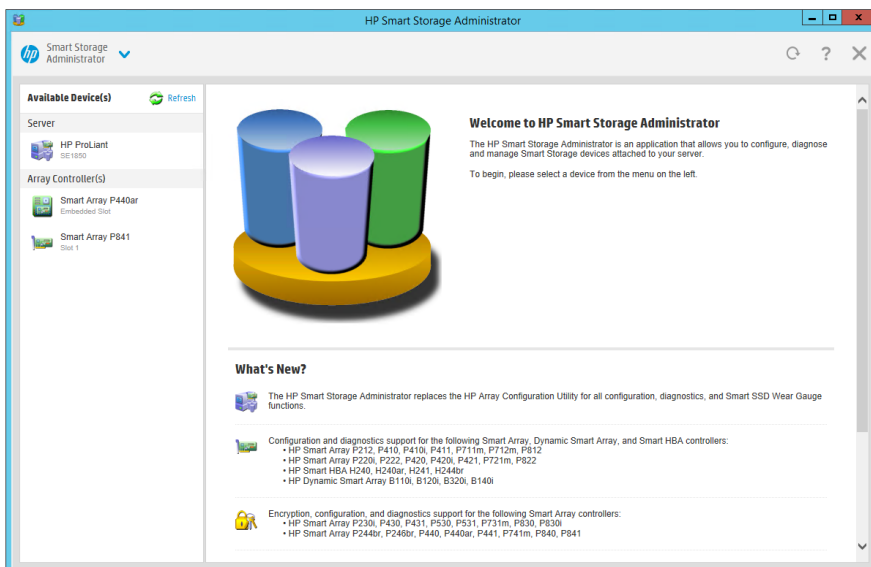 HP Smart Storage Administrator
hp
Smart Storage
Administrator
?
Available Device(s)
Refresh
Server
HP ProLiant
SE1850
Array Controller(s)
Smart Array P440ar
Embedded Slot
Smart Array P841
Slot 1
Welcome to HP Smart Storage Administrator
The HP Smart Storage Administrator is an application that allows you to configure, diagnose
and manage Smart Storage devices attached to your server.
To begin, please select a device from the menu on the left.
What's New?
The HP Smart Storage Administrator replaces the HP Array Configuration Utility for all configuration, diagnostics, and Smart SSD Wear Gauge
functions.
Configuration and diagnostics support for the following Smart Array, Dynamic Smart Array, and Smart HBA controllers:
• HP Smart Array P212, P410, P410i, P411, P711m, P712m, P812
• HP Smart Array P220i, P222, P420, P420i, P421, P721m, P822
• HP Smart HBA H240, H240ar, H241, H244br
• HP Dynamic Smart Array B110i, B120i, B320i, B140i
Encryption, configuration, and diagnostics support for the following Smart Array controllers:
• HP Smart Array P230i, P430, P431, P530, P531, P731m, P830, P830i
• HP Smart Array P244br, P246br, P440, P440ar, P441, P741m, P840, P841